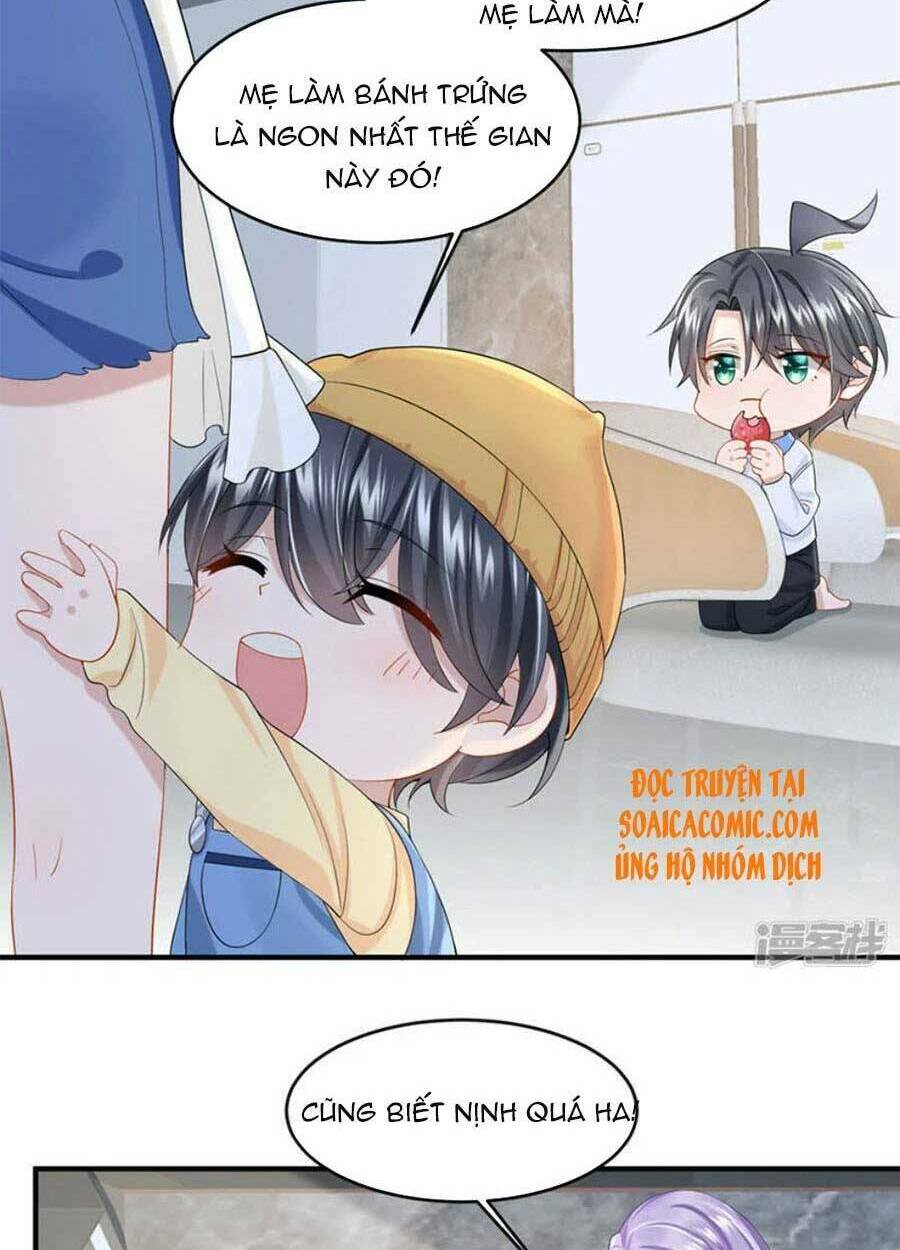 MẸ LÀM MÀ!
MẸ LÀM BÁNH TRỨNG
LÀ NGON NHẤT THẾ GIAN
NÀY ĐÓ!
ĐỌC TRUYỆN TẠI
SOAICACOMIC.COM
ỦNG HỘ NHÓM DỊCH
漫客栈
CŨNG BIẾT NỊNH QUÁ HA!